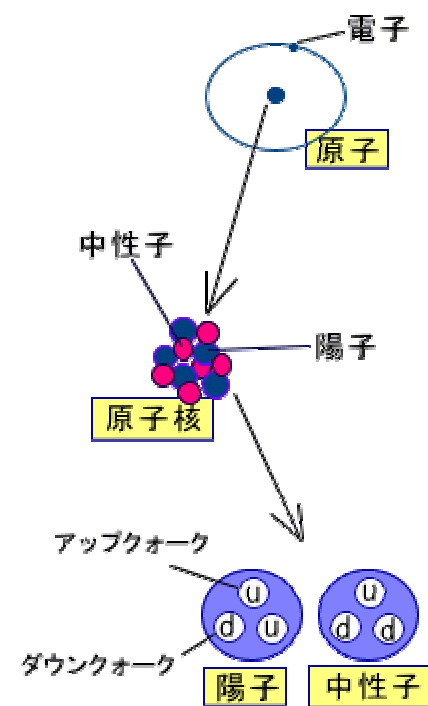 電子
原子
中性子
陽子
原子核
アップクォーク
u
d u
u
d d
ダウンクォーク
陽子
中性子